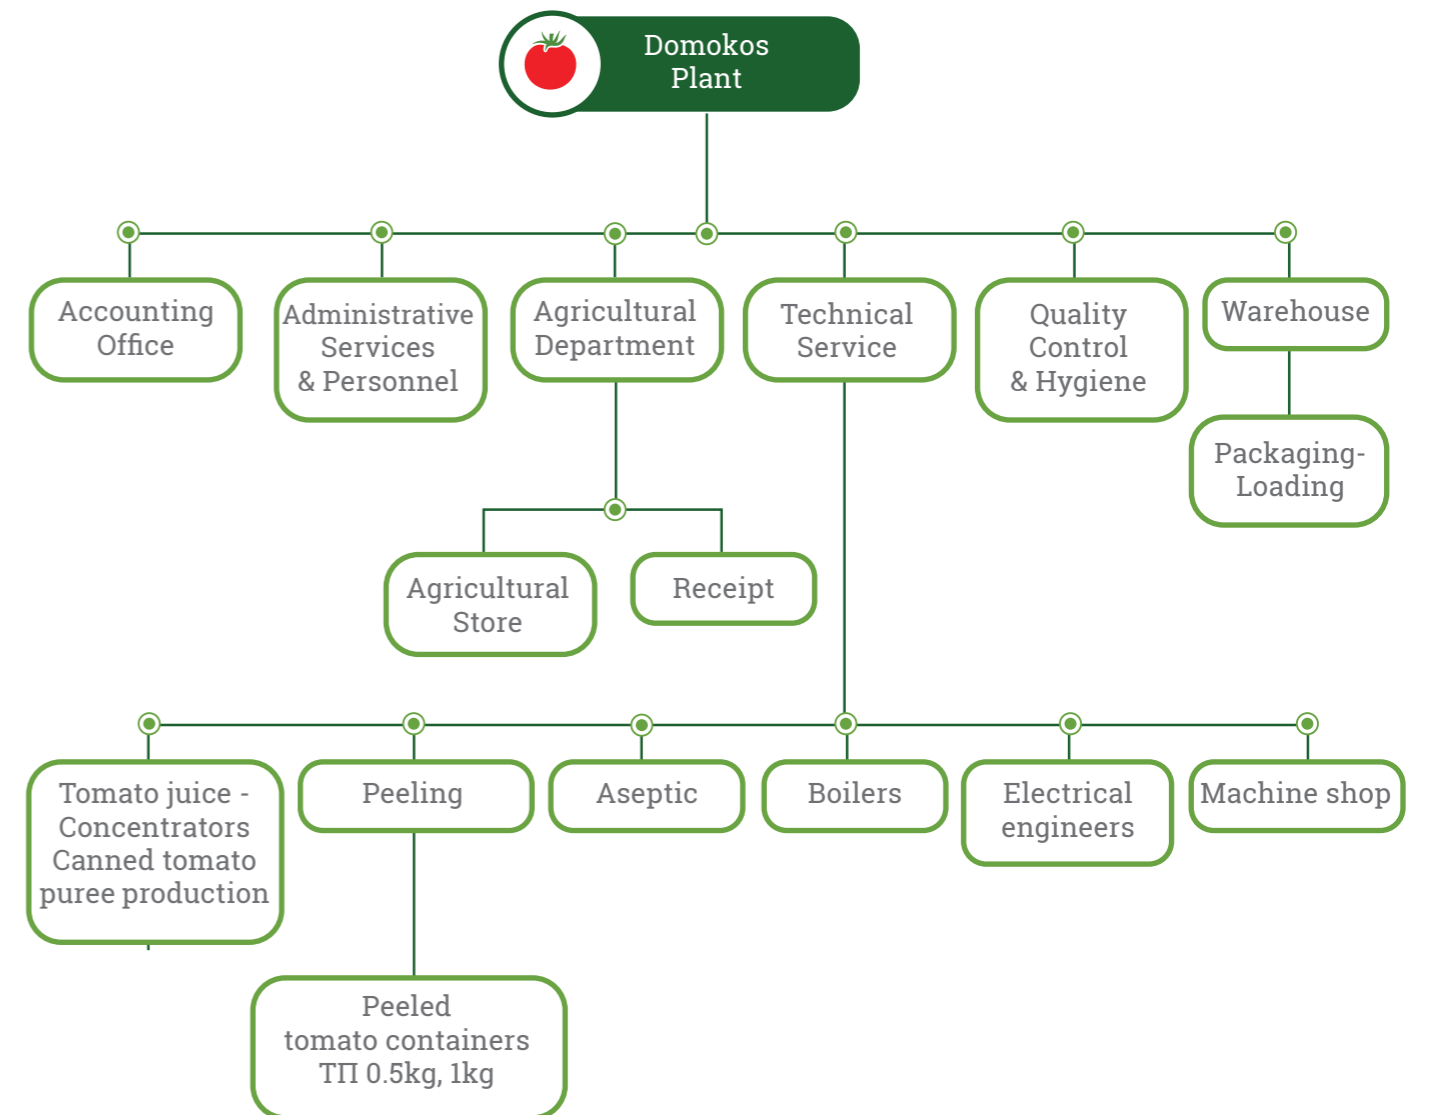 Domokos
Plant
Accounting
Office
Administrative
Services
& Personnel
Agricultural
Department
Technical
Service
Quality
Control
& Hygiene
Warehouse
Packaging-
Loading
Agricultural
Store
Receipt
Tomato juice -
Concentrators
Canned tomato
puree production
Peeling
Aseptic
Boilers
Electrical
engineers
Machine shop
Peeled
tomato containers
ΤΠ 0.5kg, 1kg